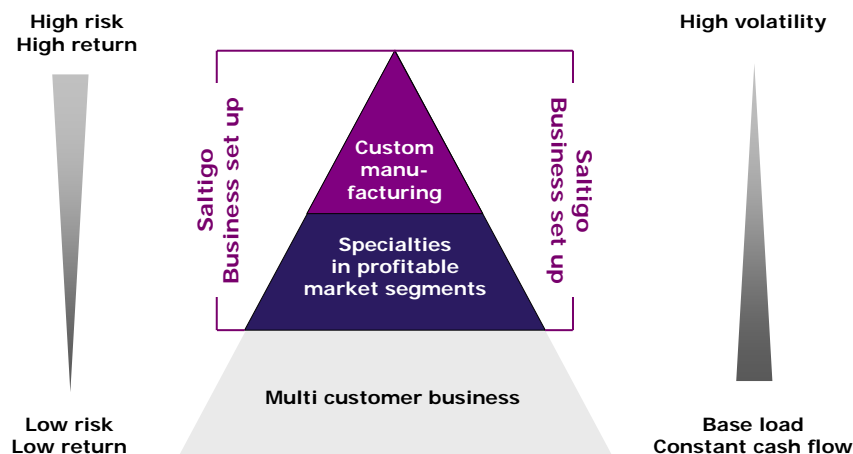 High risk
High return
High volatility
Saltigo
Business set up
Custom
manu-
facturing
Specialties
in profitable
market segments
Saltigo
Business set up
Multi customer business
Low risk
Low return
Base load
Constant cash flow